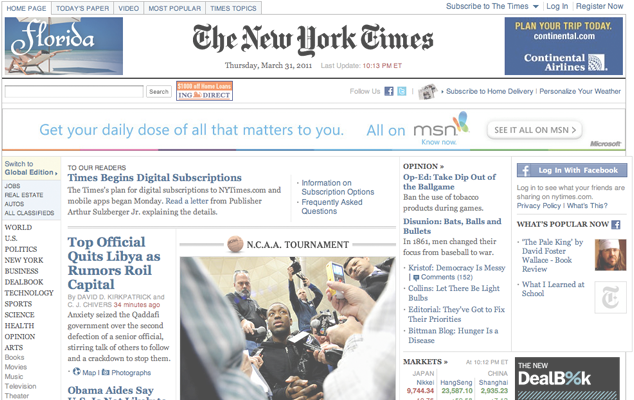 HOME PAGE TODAY'S PAPER VIDEO MOST POPULAR TIMES TOPICS
Subscribe to The Times Log In Register Now
Florida
The New York Times
Thursday, March 31, 2011 Last Update: 10:13 PM ET
PLAN YOUR TRIP TODAY.
continental.com
Continental
Airlines
Search
$1000 off Home Loans
ING DIRECT
Follow Us
Subscribe to Home Delivery Personalize Your Weather
Get your daily dose of all that matters to you. All on msn
Know now.
SEE IT ALL ON MSN >
Microsoft
Switch to
Global Edition
JOBS
REAL ESTATE
AUTOS
ALL CLASSIFIEDS
WORLD
U.S.
POLITICS
NEW YORK
BUSINESS
DEALBOOK
TECHNOLOGY
SPORTS
SCIENCE
HEALTH
OPINION
ARTS
Books
Movies
Music
Television
Theater
TO OUR READERS
Times Begins Digital Subscriptions
The Times's plan for digital subscriptions to NYTimes.com and
mobile apps began Monday. Read a letter from Publisher
Arthur Sulzberger Jr. explaining the details.
Information on
Subscription Options
Frequently Asked
Questions
Top Official
Quits Libya as
Rumors Roil
Capital
By DAVID D. KIRKPATRICK and
C. J. CHIVERS 34 minutes ago
Anxiety seized the Qaddafi
government over the second
defection of a senior official,
stirring talk of others to follow
and a crackdown to stop them.
Map | Photographs
Obama Aides Say
U.S. Is Not Likely to
N.C.A.A. TOURNAMENT
OPINION »
Op-Ed: Take Dip Out of
the Ballgame
Ban the use of tobacco
products during games.
Disunion: Bats, Balls and
Bullets
In 1861, men changed their
focus from baseball to war.
Kristof: Democracy Is Messy
| Comments (152)
Collins: Let There Be Light
Bulbs
Editorial: They've Got to Fix
Their Priorities
Bittman Blog: Hunger Is a
Disease
MARKETS » At 10:12 PM ET
JAPAN CHINA
Nikkei HangSeng Shanghai
9,744.34 23,587.10 2,935.23
Log In With Facebook
Log in to see what your friends are
sharing on nytimes.com.
Privacy Policy | What's This?
WHAT'S POPULAR NOW
'The Pale King' by
David Foster
Wallace - Book
Review
What I Learned at
School
THE NEW
DealB%k